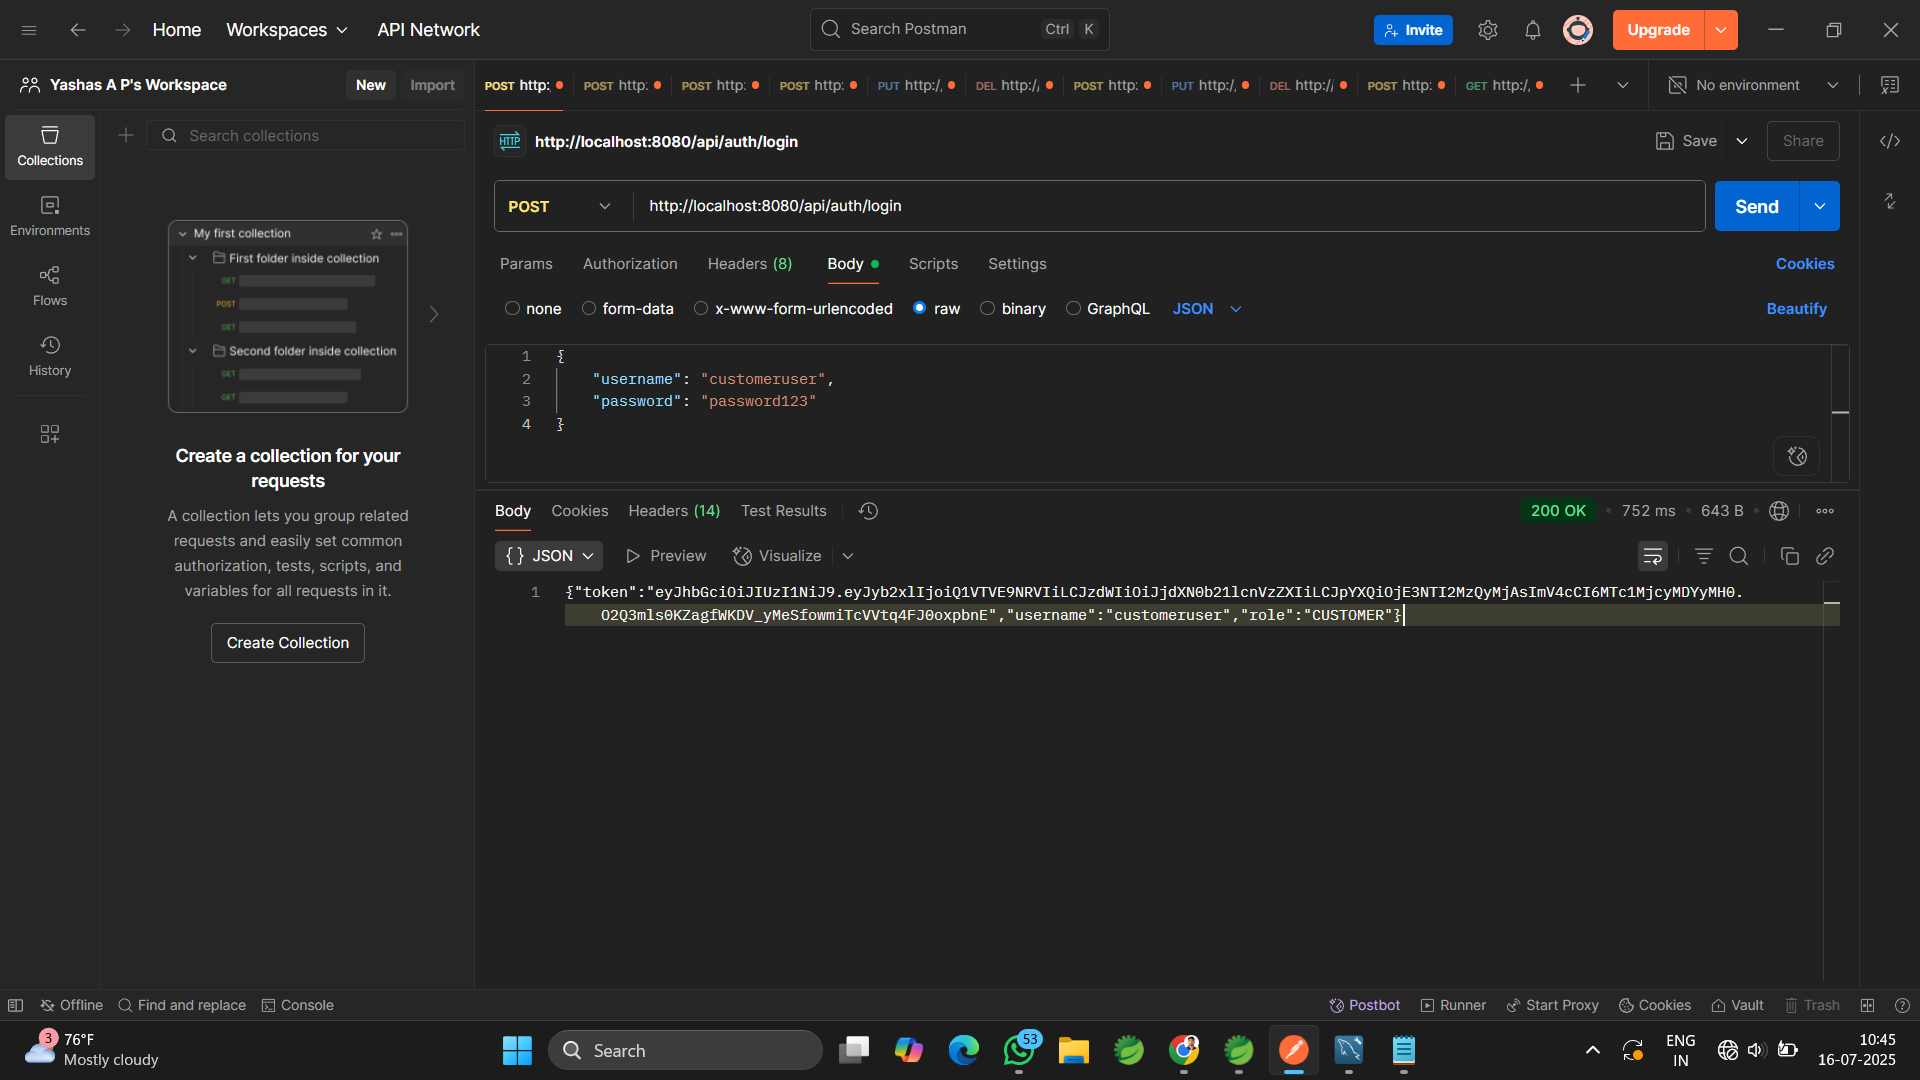 Home
Workspaces
API Network
Search Postman
Ctrl
K
Invite
Upgrade
Yashas A P's Workspace
New
Import
POST http:
POST http:
POST http:
POST http:
PUT http:/,
DEL http://
POST http:
PUT http:/,
DEL http://
POST http:
GET http:/,
No environment
Collections
Environments
Flows
History
Search collections
My first collection
First folder inside collection
GET
POST
GET
Second folder inside collection
GET
GET
Create a collection for your
requests
A collection lets you group related
requests and easily set common
authorization, tests, scripts, and
variables for all requests in it.
Create Collection
HTTP
http://localhost:8080/api/auth/login
Save
Share
POST
http://localhost:8080/api/auth/login
Send
Params
Authorization
Headers (8)
Body
Scripts
Settings
Cookies
none
form-data
x-www-form-urlencoded
raw
binary
GraphQL
JSON
Beautify
1 {
2 "username": "customeruser",
3 "password": "password123"
4 }
Body
Cookies
Headers (14)
Test Results
200 OK
752 ms
643 B
{} JSON
Preview
Visualize
1 {"token":"eyJhbGciOiJIUzI1NiJ9.eyJyb2xlIjoiQ1VTVE9NRVIiLCJzdWIiOiJjdXN0b21lcnVzZXIiLCJpYXQiOjE3NTI2MzQyMjAsImV4cCI6MTc1MjcyMDYyMH0.
O2Q3mls0KZagfWKDV_yMeSfowmiTcVVtq4FJ0oxpbnE","username":"customeruser","role":"CUSTOMER"}
Offline
Find and replace
Console
Postbot
Runner
Start Proxy
Cookies
Vault
Trash
3
76°F
Mostly cloudy
Search
53
ENG
IN
10:45
16-07-2025